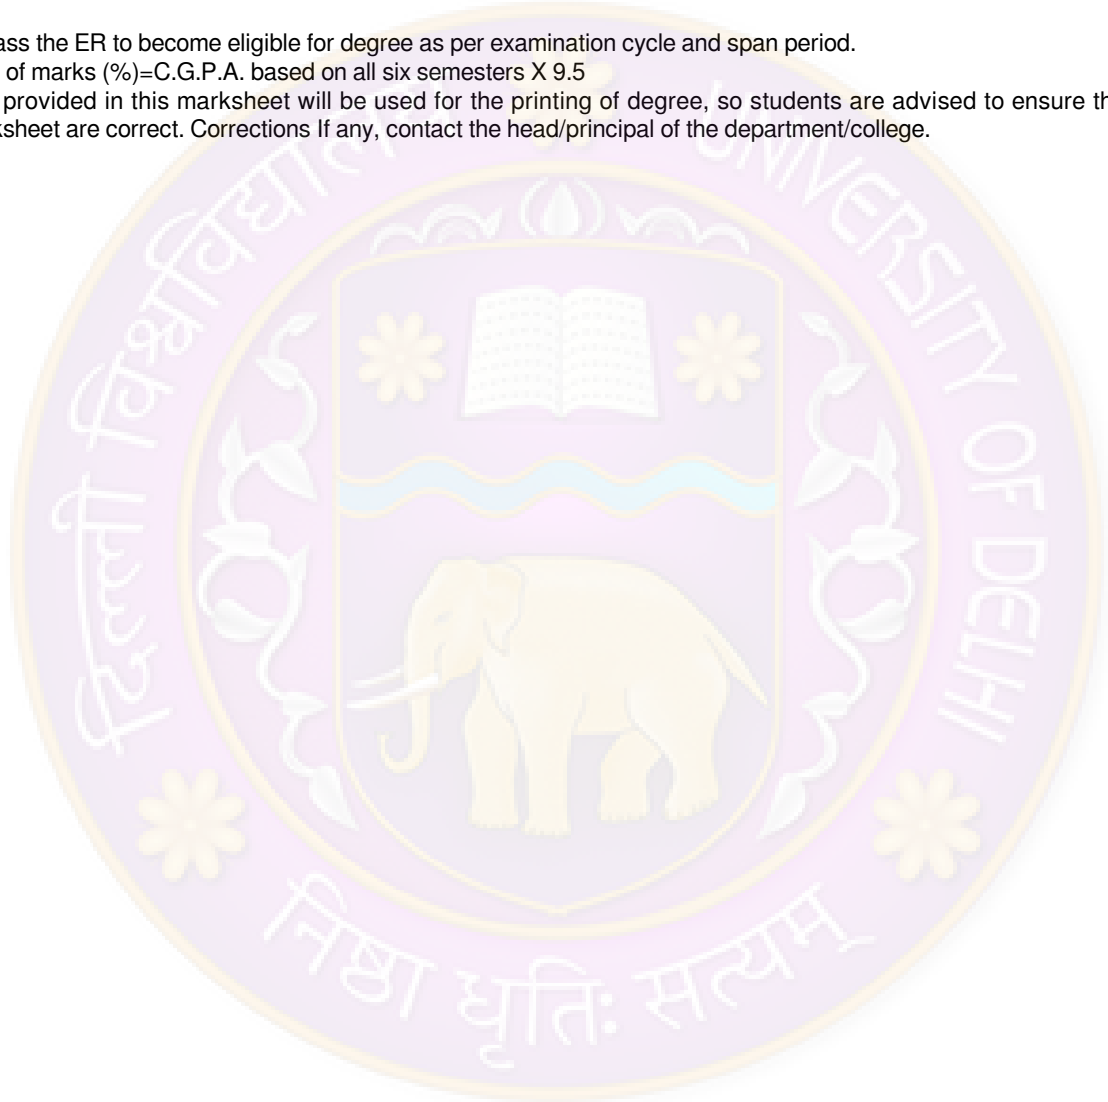 ass the ER to become eligible for degree as per examination cycle and span period.
of marks (%)=C.G.P.A. based on all six semesters X 9.5
provided in this marksheet will be used for the printing of degree, so students are advised to ensure th
ksheet are correct. Corrections If any, contact the head/principal of the department/college.
दिल्ली विश्वविद्यालय
UNIVERSITY OF DELHI
निष्ठा धृतिः सत्यम्